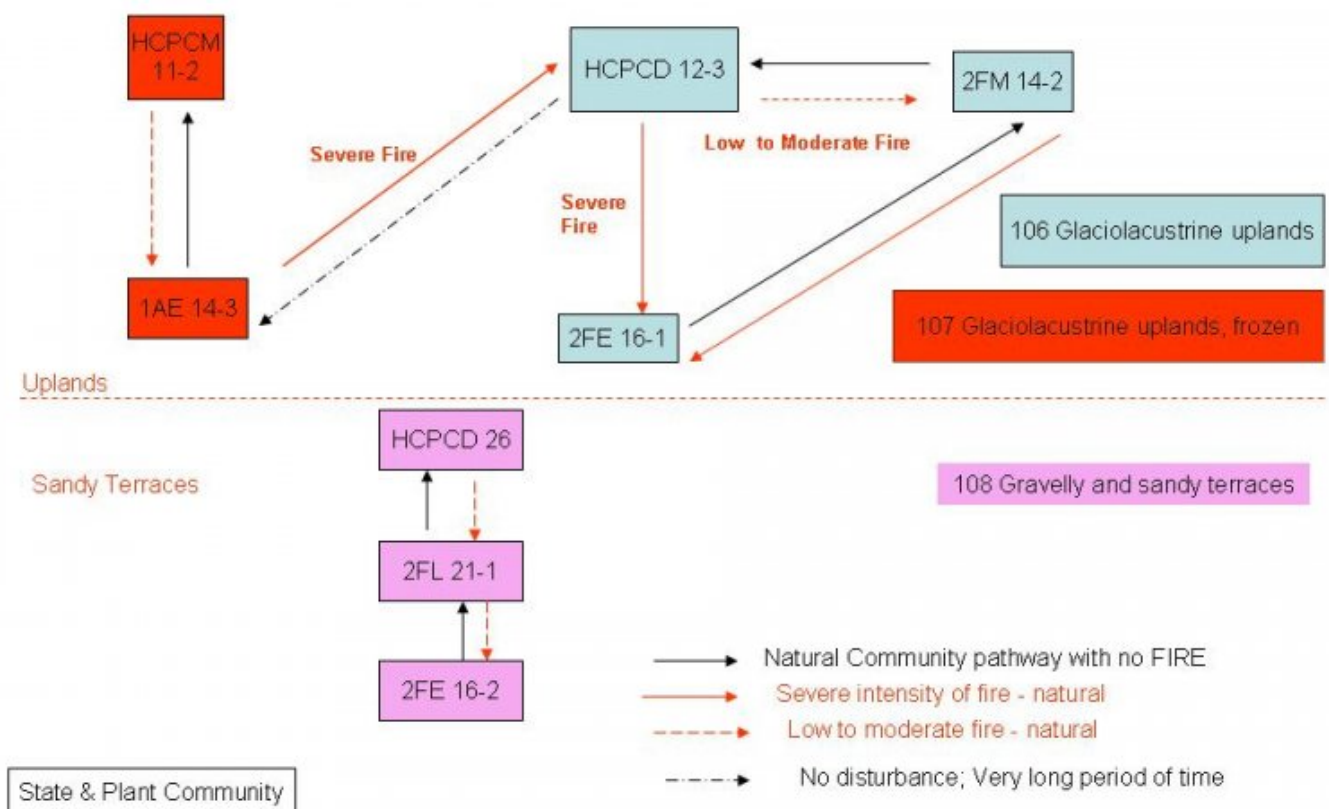 HCPCM
11-2
HCPCD 12-3
2FM 14-2
Severe Fire
Low to Moderate Fire
Severe
Fire
106 Glaciolacustrine uplands
1AE 14-3
2FE 16-1
107 Glaciolacustrine uplands, frozen
Uplands
HCPCD 26
Sandy Terraces
108 Gravelly and sandy terraces
2FL 21-1
2FE 16-2
Natural Community pathway with no FIRE
Severe intensity of fire - natural
Low to moderate fire - natural
No disturbance; Very long period of time
State & Plant Community